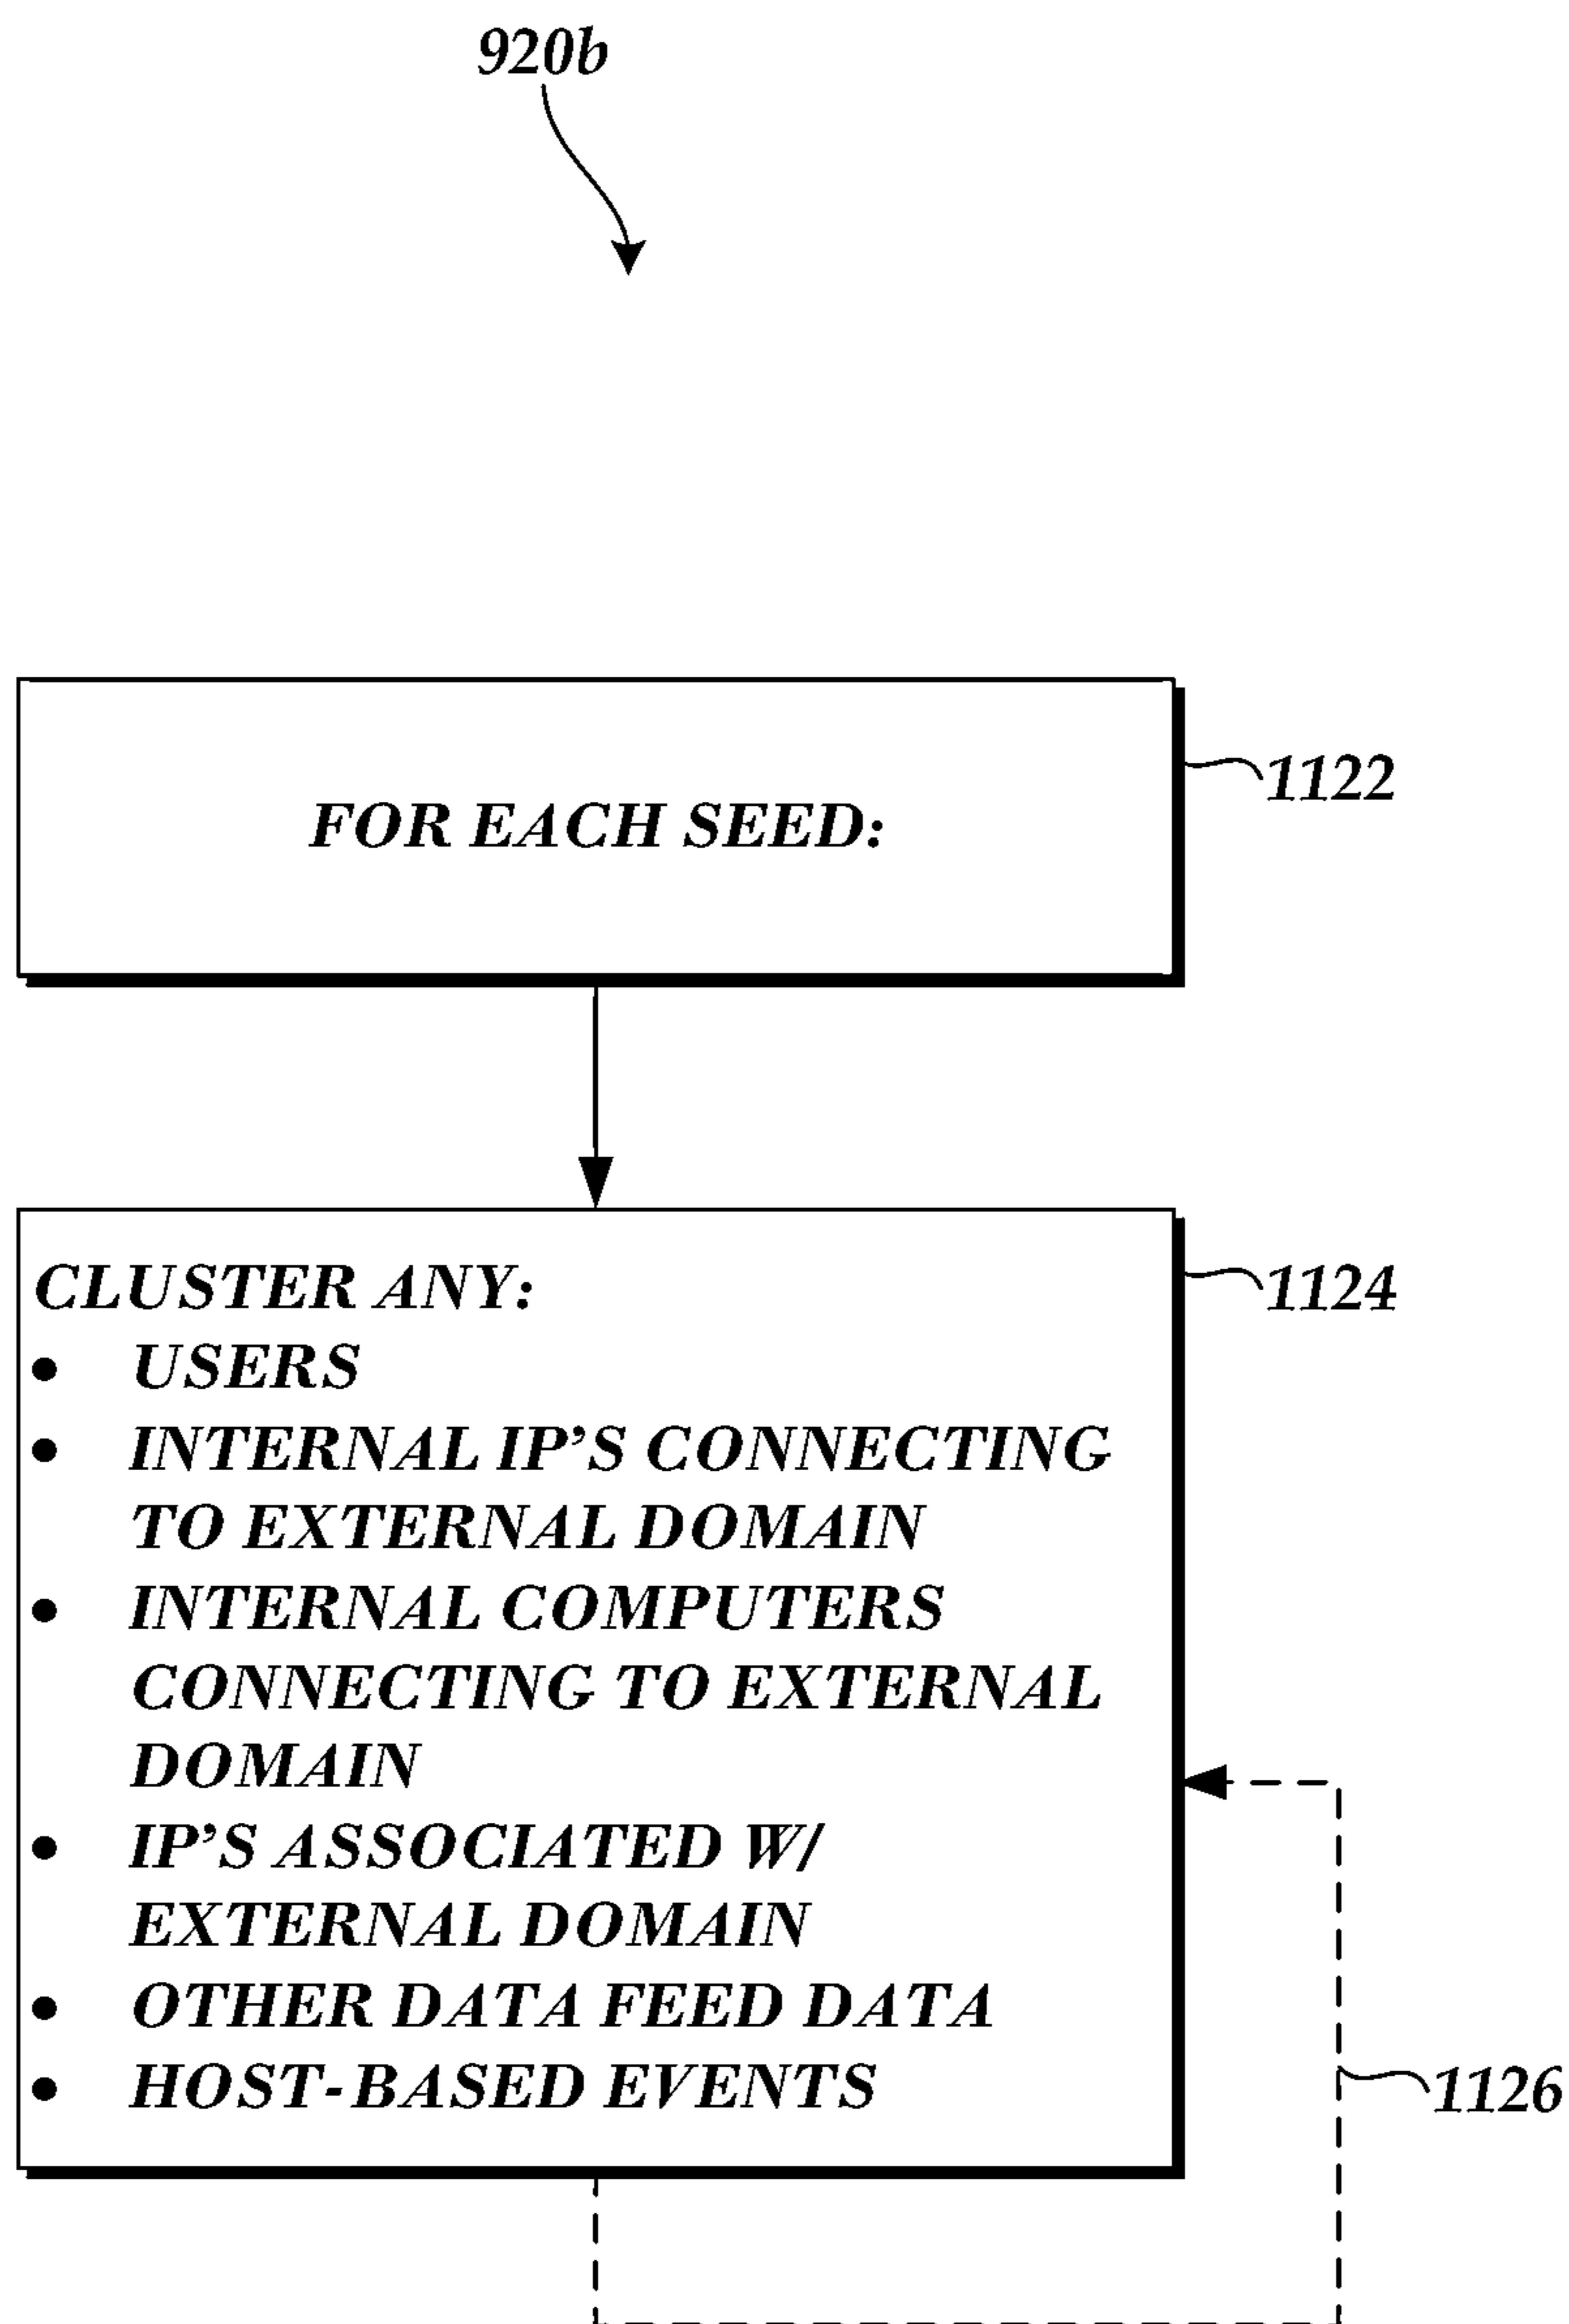 920b
FOR EACH SEED:
1122
CLUSTER ANY:
1124
• USERS
• INTERNAL IP’S CONNECTING
TO EXTERNAL DOMAIN
• INTERNAL COMPUTERS
CONNECTING TO EXTERNAL
DOMAIN
• IP’S ASSOCIATED W/
EXTERNAL DOMAIN
• OTHER DATA FEED DATA
• HOST-BASED EVENTS
1126